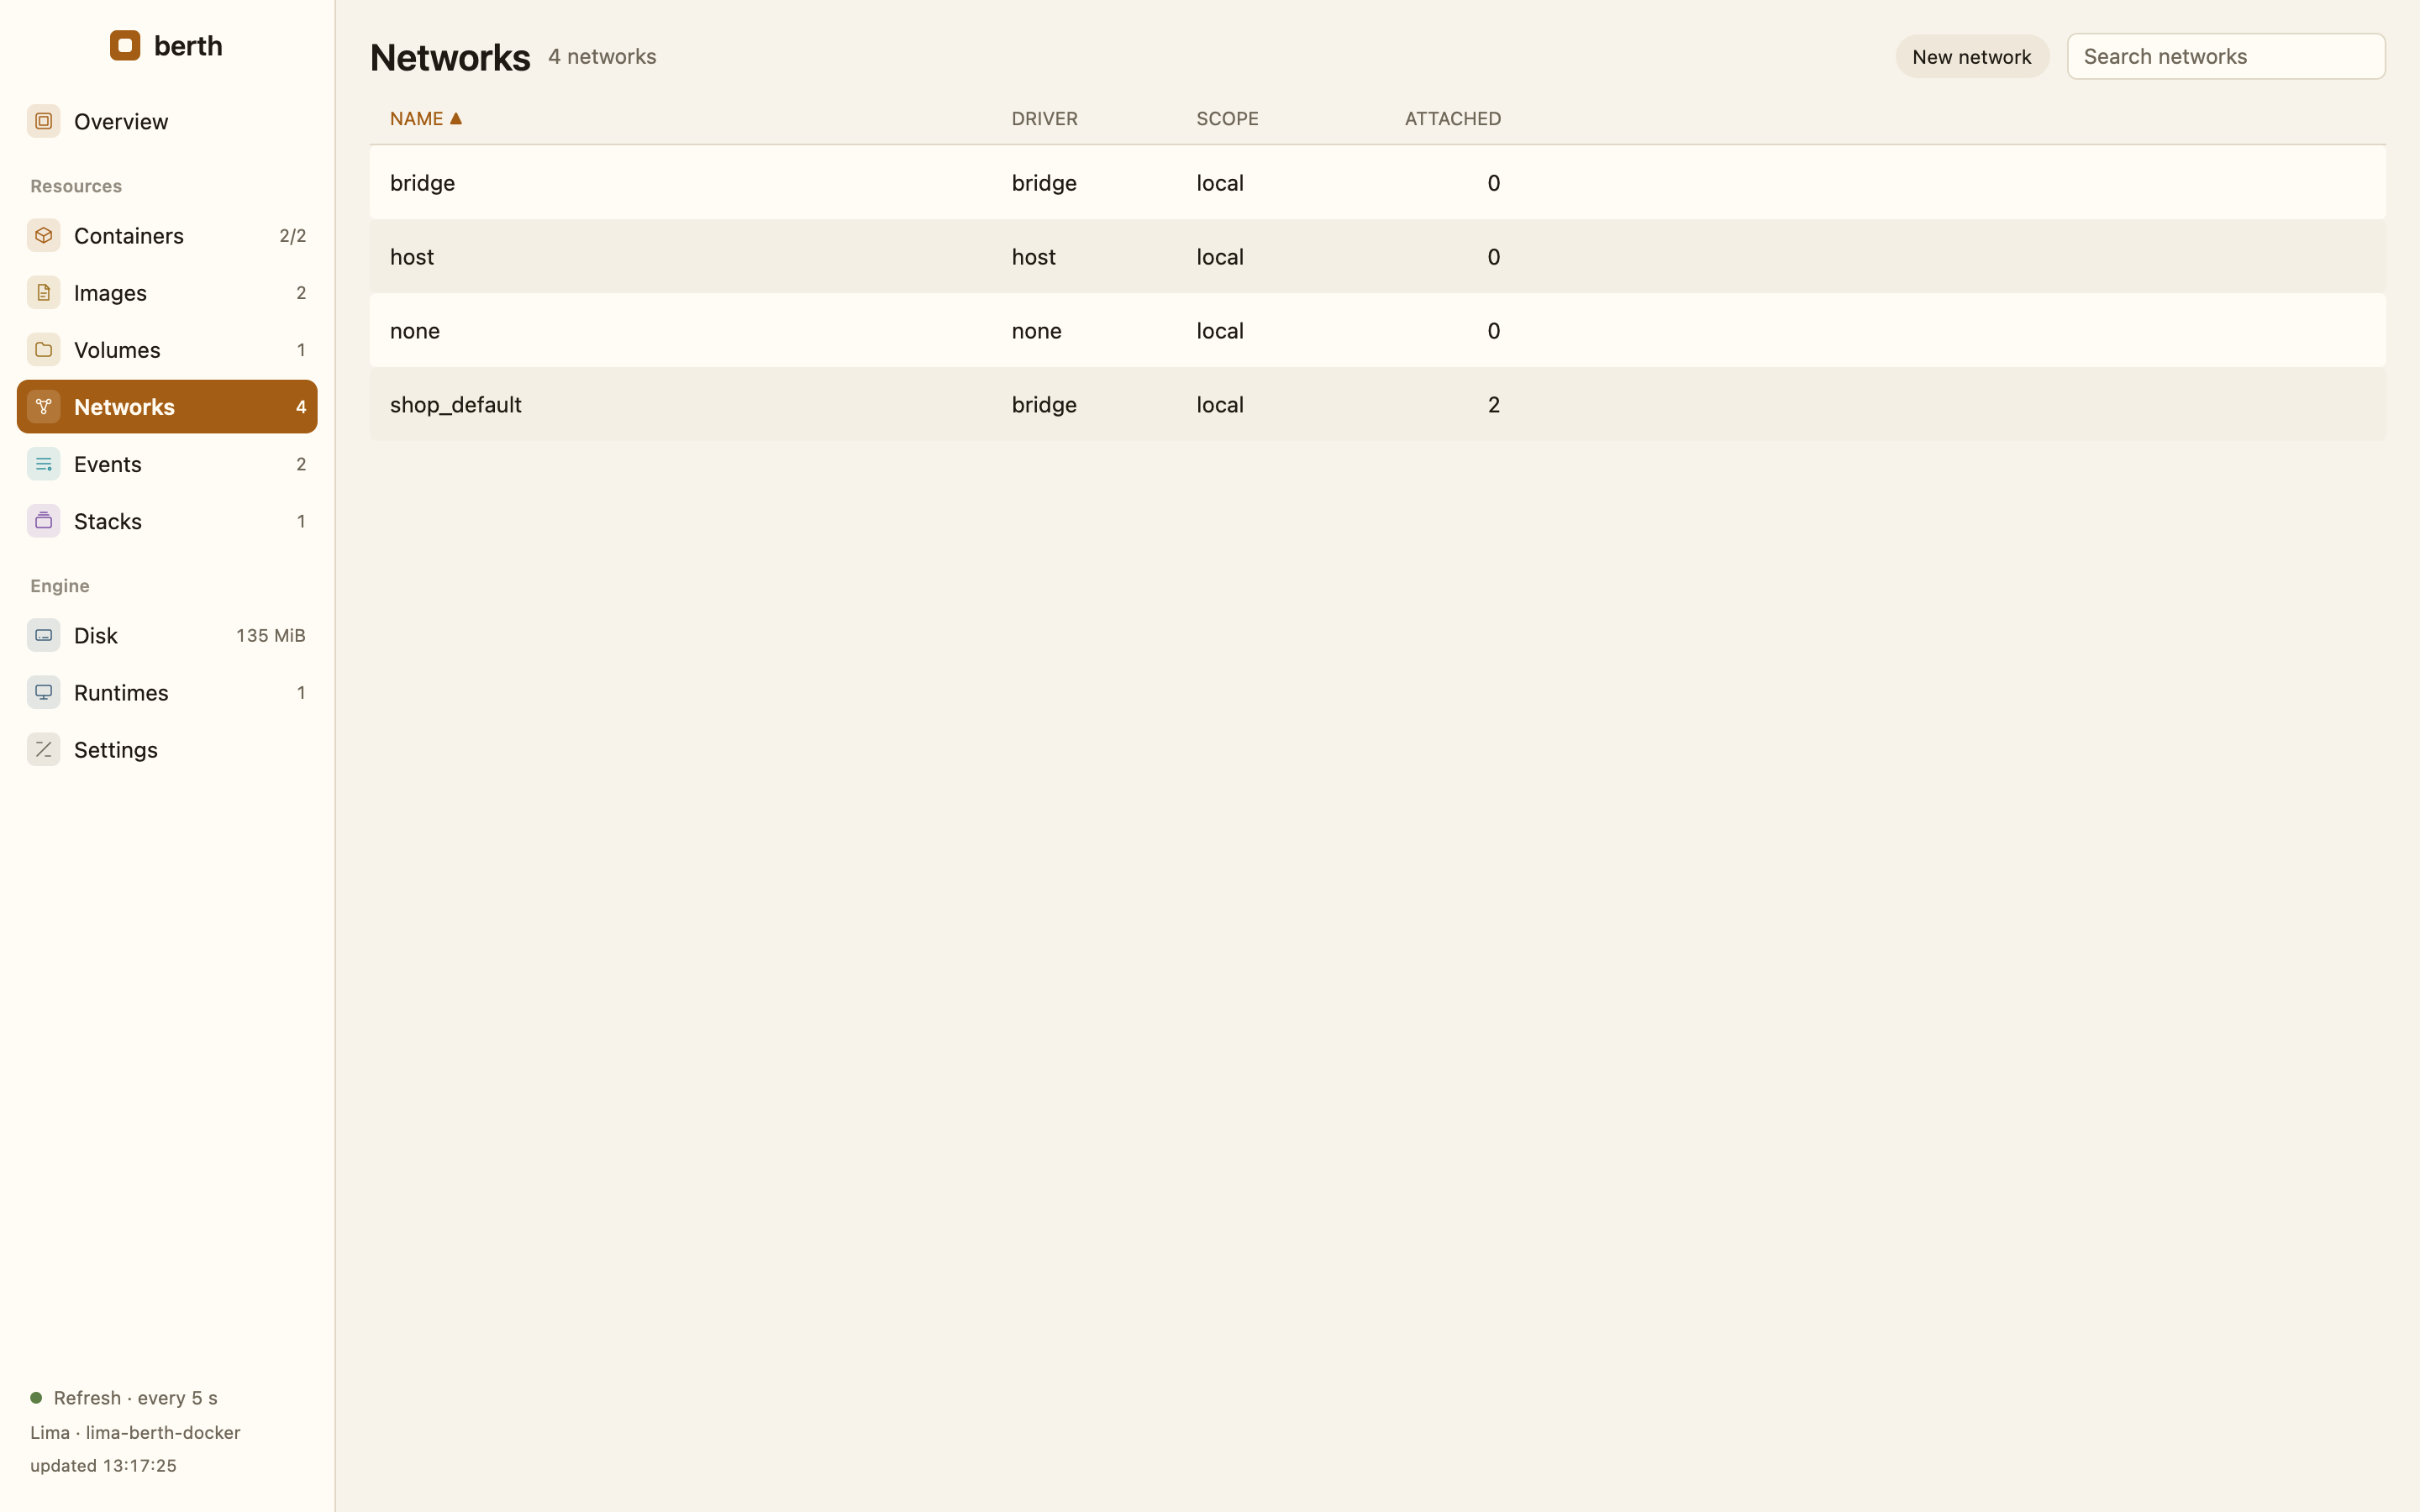 berth
Overview
Resources
Containers 2/2
Images 2
Volumes 1
Networks 4
Events 2
Stacks 1
Engine
Disk 135 MiB
Runtimes 1
Settings
Refresh · every 5 s
Lima · lima-berth-docker
updated 13:17:25
Networks 4 networks
New network
Search networks
NAME ▲ DRIVER SCOPE ATTACHED
bridge bridge local 0
host host local 0
none none local 0
shop_default bridge local 2